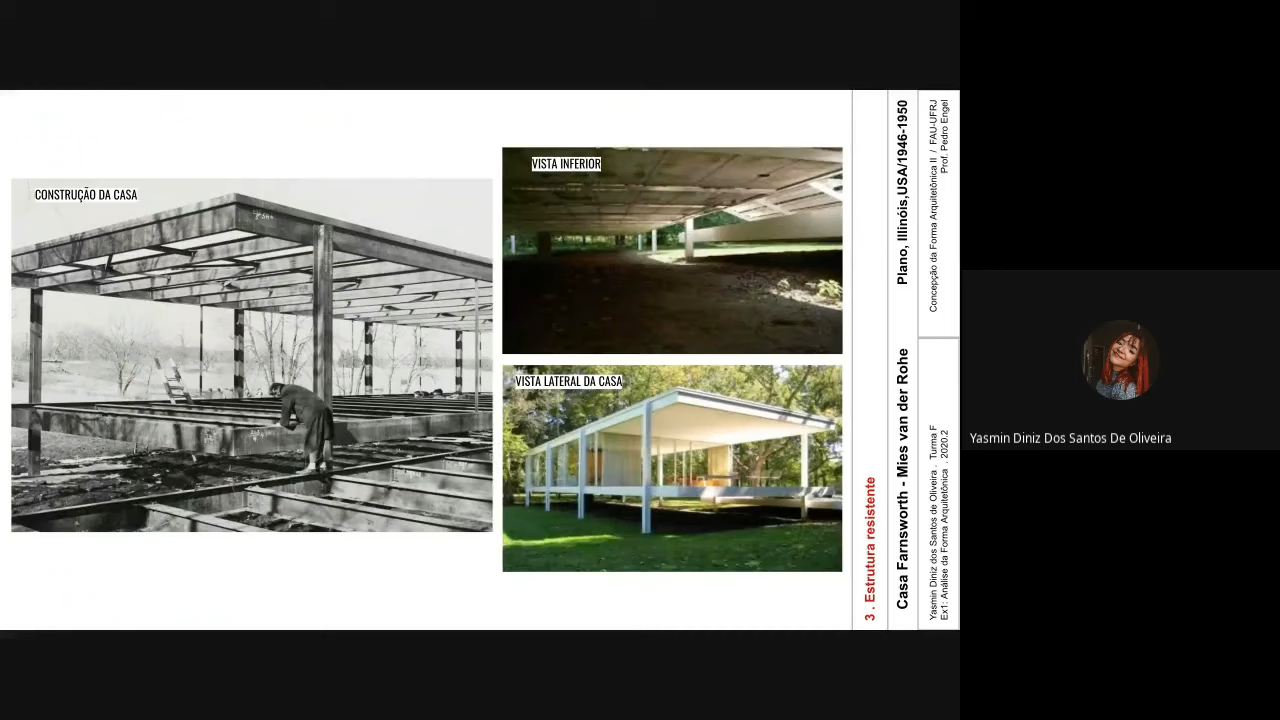 CONSTRUÇÃO DA CASA
VISTA INFERIOR
VISTA LATERAL DA CASA
3 . Estrutura resistente
Casa Farnsworth - Mies van der Rohe
Plano, Illinóis,USA/1946-1950
Yasmin Diniz dos Santos de Oliveira . Turma F
Ex1: Análise da Forma Arquitetônica . 2020.2
Concepção da Forma Arquitetônica II / FAU-UFRJ
Prof. Pedro Engel
Yasmin Diniz Dos Santos De Oliveira